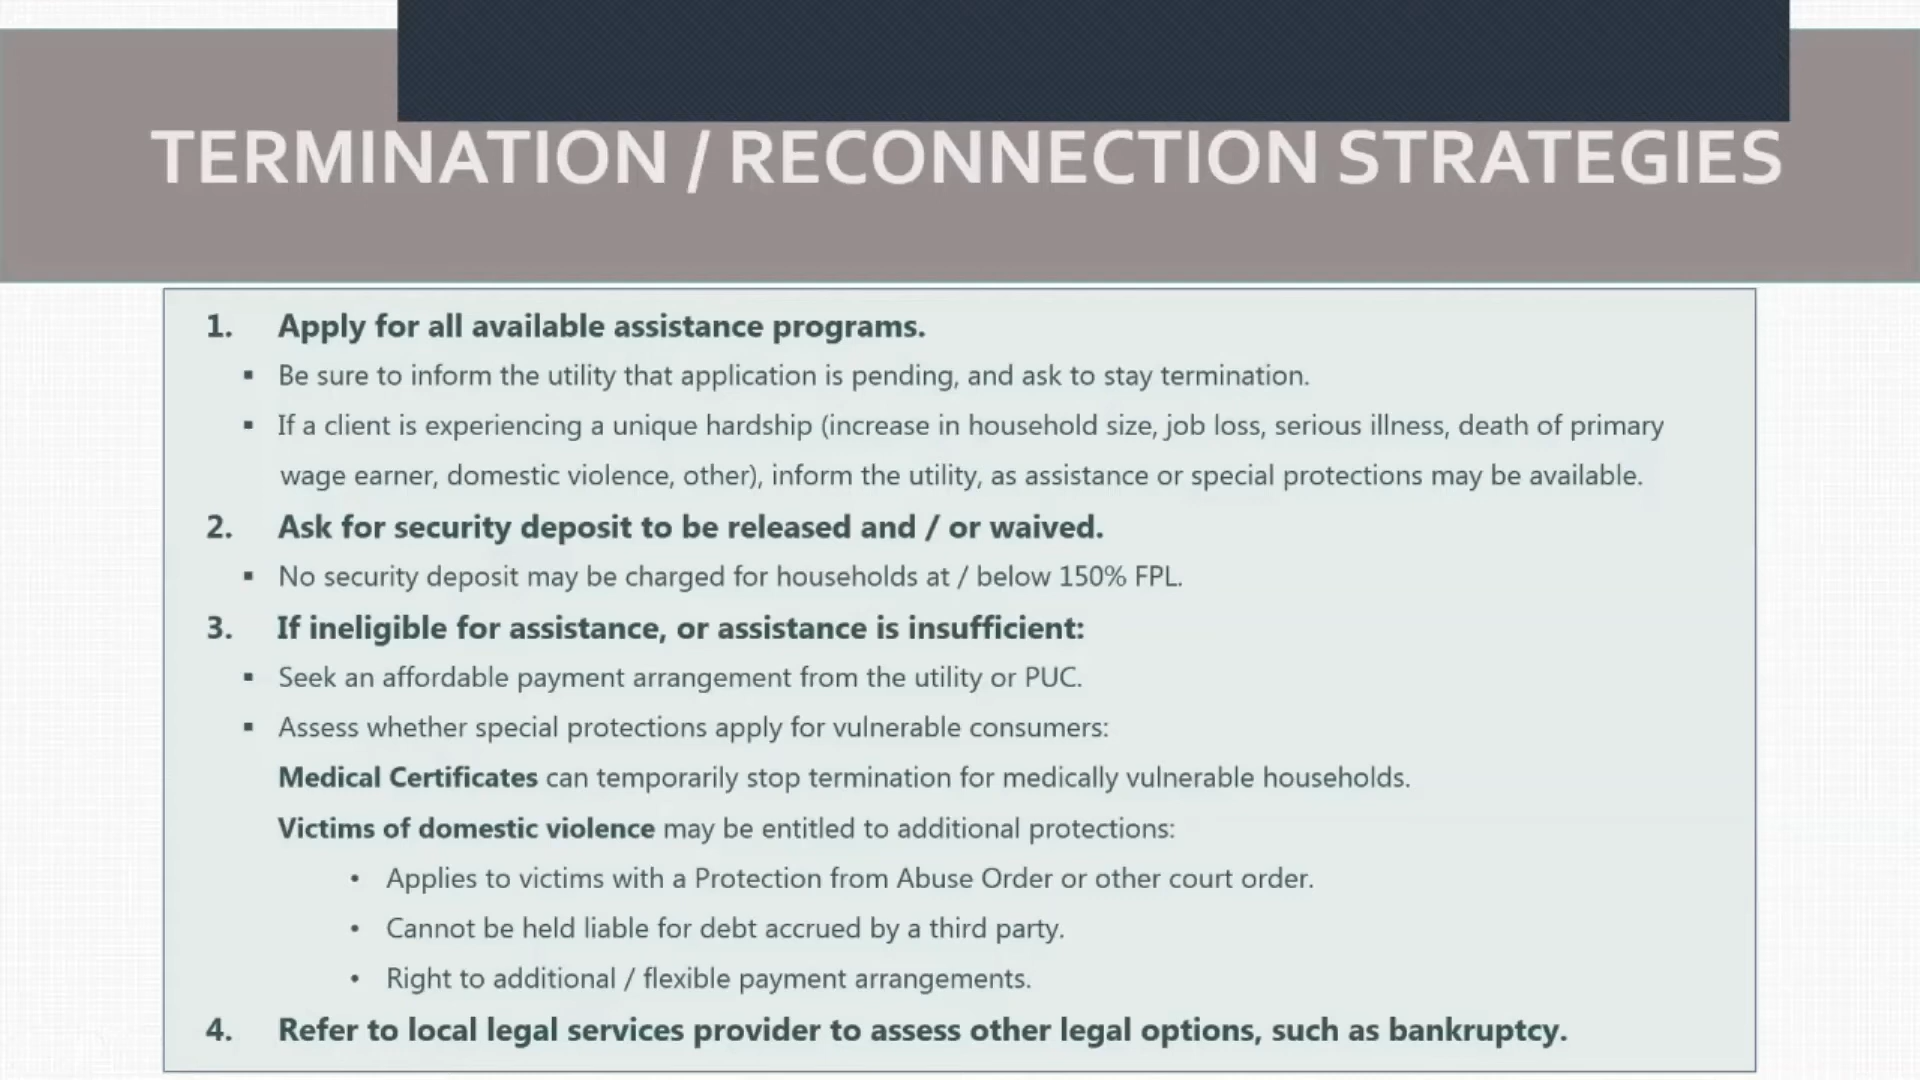 TERMINATION / RECONNECTION STRATEGIES
1. Apply for all available assistance programs.
▪ Be sure to inform the utility that application is pending, and ask to stay termination.
▪ If a client is experiencing a unique hardship (increase in household size, job loss, serious illness, death of primary
wage earner, domestic violence, other), inform the utility, as assistance or special protections may be available.
2. Ask for security deposit to be released and / or waived.
▪ No security deposit may be charged for households at / below 150% FPL.
3. If ineligible for assistance, or assistance is insufficient:
▪ Seek an affordable payment arrangement from the utility or PUC.
▪ Assess whether special protections apply for vulnerable consumers:
Medical Certificates can temporarily stop termination for medically vulnerable households.
Victims of domestic violence may be entitled to additional protections:
• Applies to victims with a Protection from Abuse Order or other court order.
• Cannot be held liable for debt accrued by a third party.
• Right to additional / flexible payment arrangements.
4. Refer to local legal services provider to assess other legal options, such as bankruptcy.